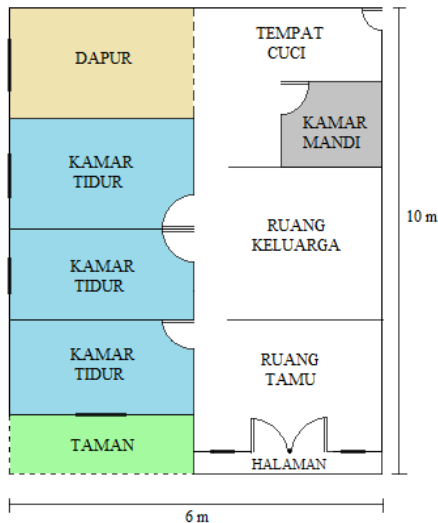 TEMPAT
CUCI
DAPUR
KAMAR
MANDI
KAMAR
TIDUR
RUANG
KELUARGA
10 m
KAMAR
TIDUR
KAMAR
TIDUR
RUANG
TAMU
TAMAN
HALAMAN
6 m